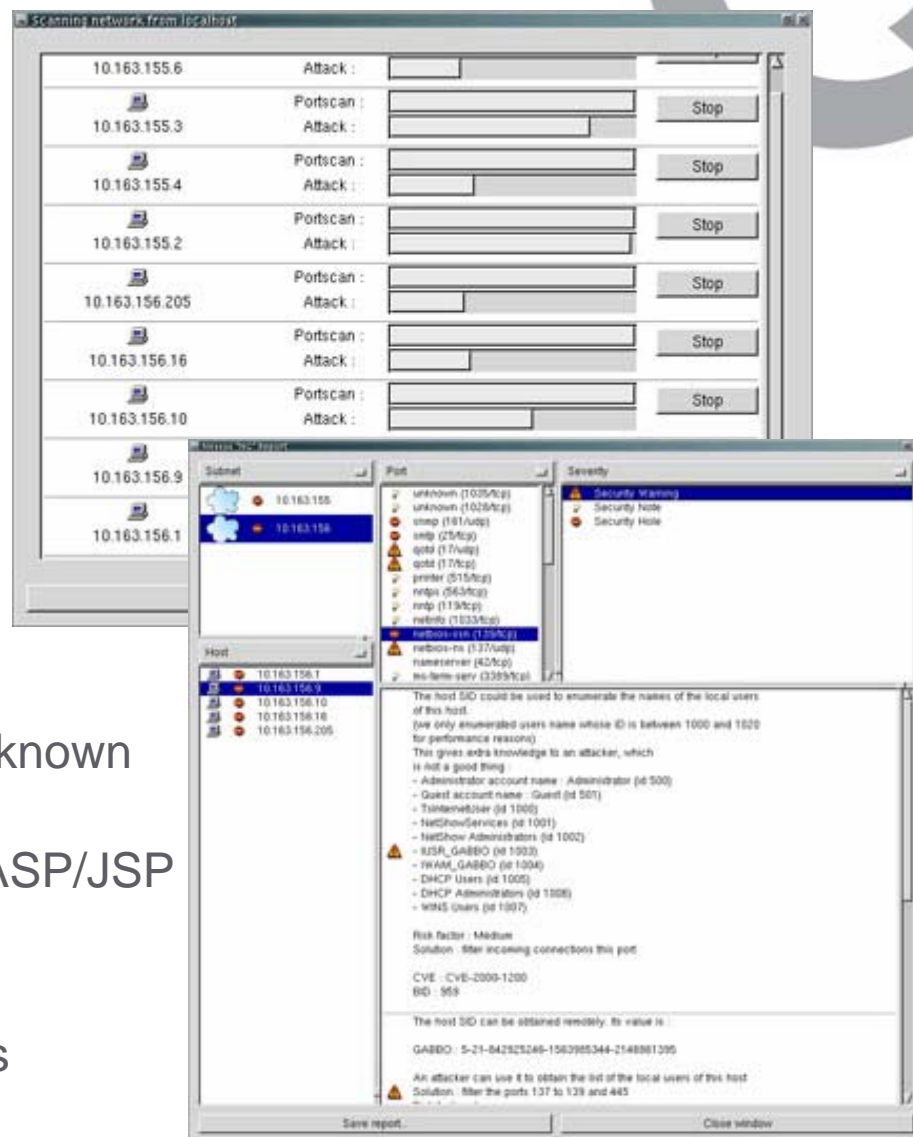 Scanning network from localhost
10.163.155.6 Attack :
Portscan :
10.163.155.3 Attack :
Stop
Portscan :
10.163.155.4 Attack :
Stop
Portscan :
10.163.155.2 Attack :
Stop
Portscan :
10.163.156.205 Attack :
Stop
Portscan :
10.163.156.16 Attack :
Stop
Portscan :
10.163.156.10 Attack :
Stop
10.163.156.9
10.163.156.1
known
ASP/JSP
s
Report
Subnet
10.163.155
10.163.156
Host
10.163.156.1
10.163.156.9
10.163.156.10
10.163.156.16
10.163.156.205
Port
unknown (1035/tcp)
unknown (1028/tcp)
snmp (161/udp)
smtp (25/tcp)
qotd (17/udp)
qotd (17/tcp)
printer (515/tcp)
nntps (563/tcp)
nntp (119/tcp)
netinfo (1033/tcp)
netbios-ssn (139/tcp)
netbios-ns (137/udp)
nameserver (42/tcp)
ms-term-serv (3389/tcp)
Severity
Security Warning
Security Note
Security Hole
The host SID could be used to enumerate the names of the local users
of this host.
(we only enumerated users name whose ID is between 1000 and 1020
for performance reasons)
This gives extra knowledge to an attacker, which
is not a good thing :
- Administrator account name : Administrator (id 500)
- Guest account name : Guest (id 501)
- TsInternetUser (id 1000)
- NetShowServices (id 1001)
- NetShow Administrators (id 1002)
- IUSR_GABBO (id 1003)
- IWAM_GABBO (id 1004)
- DHCP Users (id 1005)
- DHCP Administrators (id 1006)
- WINS Users (id 1007)
Risk factor : Medium
Solution : filter incoming connections this port
CVE : CVE-2000-1200
BID : 959
The host SID can be obtained remotely. Its value is :
GABBO : 5-21-842925246-1563985344-2146861395
An attacker can use it to obtain the list of the local users of this host
Solution : filter the ports 137 to 139 and 445
Save report...
Close window